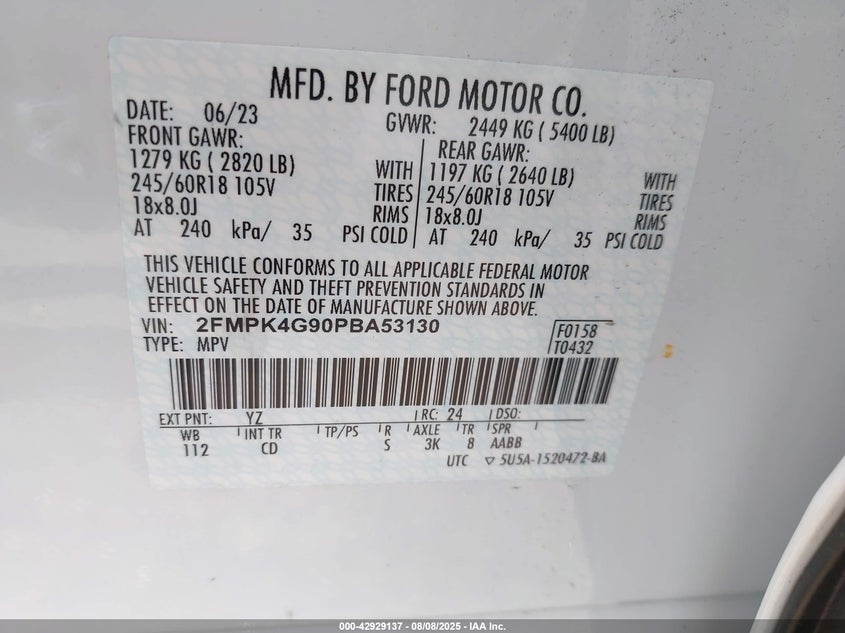 MFD. BY FORD MOTOR CO.
DATE: 06/23 GVWR: 2449 KG ( 5400 LB)
FRONT GAWR: REAR GAWR:
1279 KG ( 2820 LB) WITH 1197 KG ( 2640 LB) WITH
245/60R18 105V TIRES 245/60R18 105V TIRES
18x8.0J RIMS 18x8.0J RIMS
AT 240 kPa/ 35 PSI COLD AT 240 kPa/ 35 PSI COLD
THIS VEHICLE CONFORMS TO ALL APPLICABLE FEDERAL MOTOR
VEHICLE SAFETY AND THEFT PREVENTION STANDARDS IN
EFFECT ON THE DATE OF MANUFACTURE SHOWN ABOVE.
VIN: 2FMPK4G90PBA53130 F0158
TYPE: MPV T0432
EXT PNT: YZ RC: 24 DSO:
WB INT TR TP/PS R AXLE TR SPR
112 CD S 3K 8 AABB
UTC ▽ 5U5A-1520472-BA
000-42929137 - 08/08/2025 - IAA Inc.